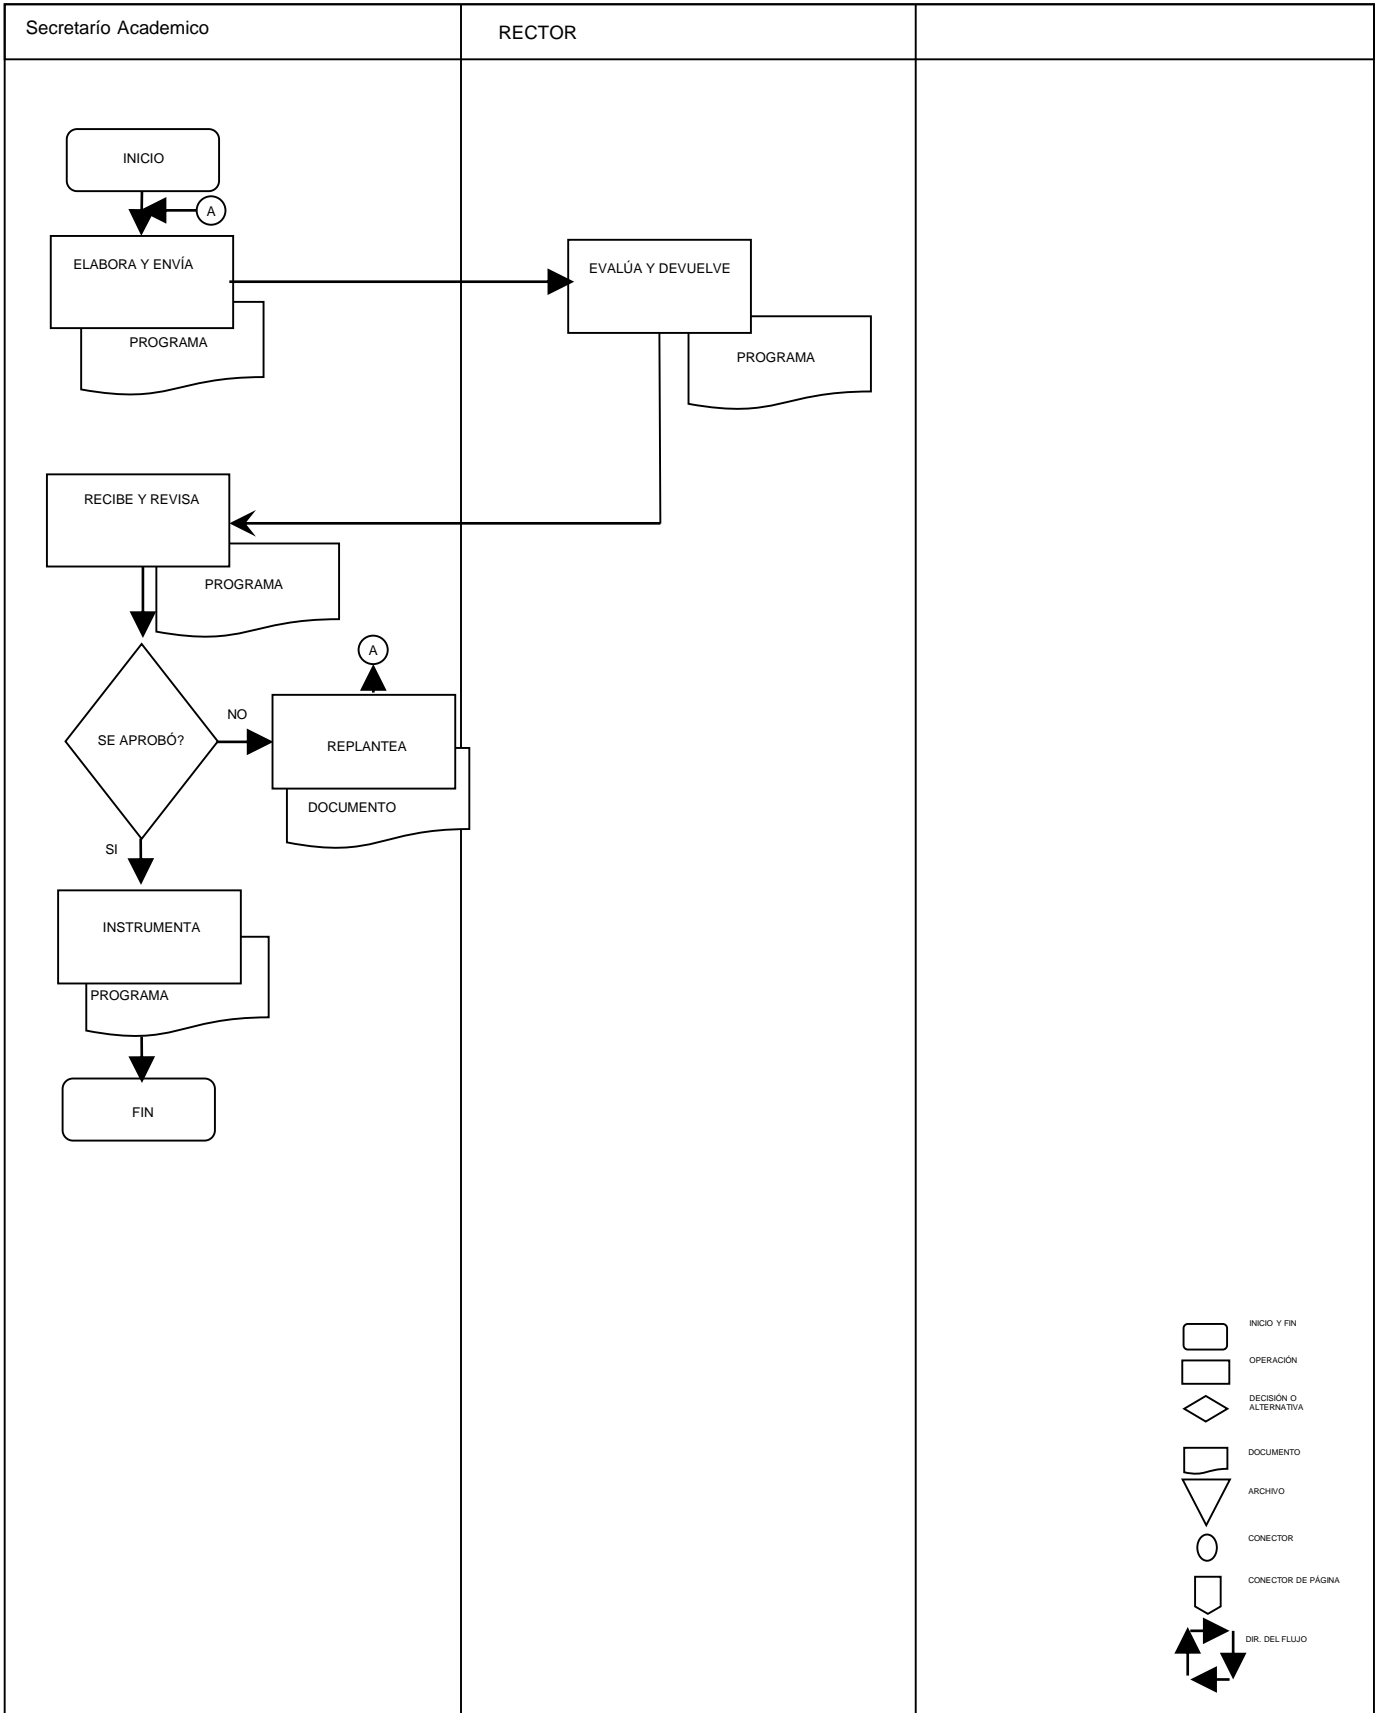 Secretarío Academico
RECTOR
INICIO
A
ELABORA Y ENVÍA
PROGRAMA
EVALÚA Y DEVUELVE
PROGRAMA
RECIBE Y REVISA
PROGRAMA
A
SE APROBÓ?
NO
REPLANTEA
DOCUMENTO
SI
INSTRUMENTA
PROGRAMA
FIN
INICIO Y FIN
OPERACIÓN
DECISIÓN O
ALTERNATIVA
DOCUMENTO
ARCHIVO
CONECTOR
CONECTOR DE PÁGINA
DIR. DEL FLUJO